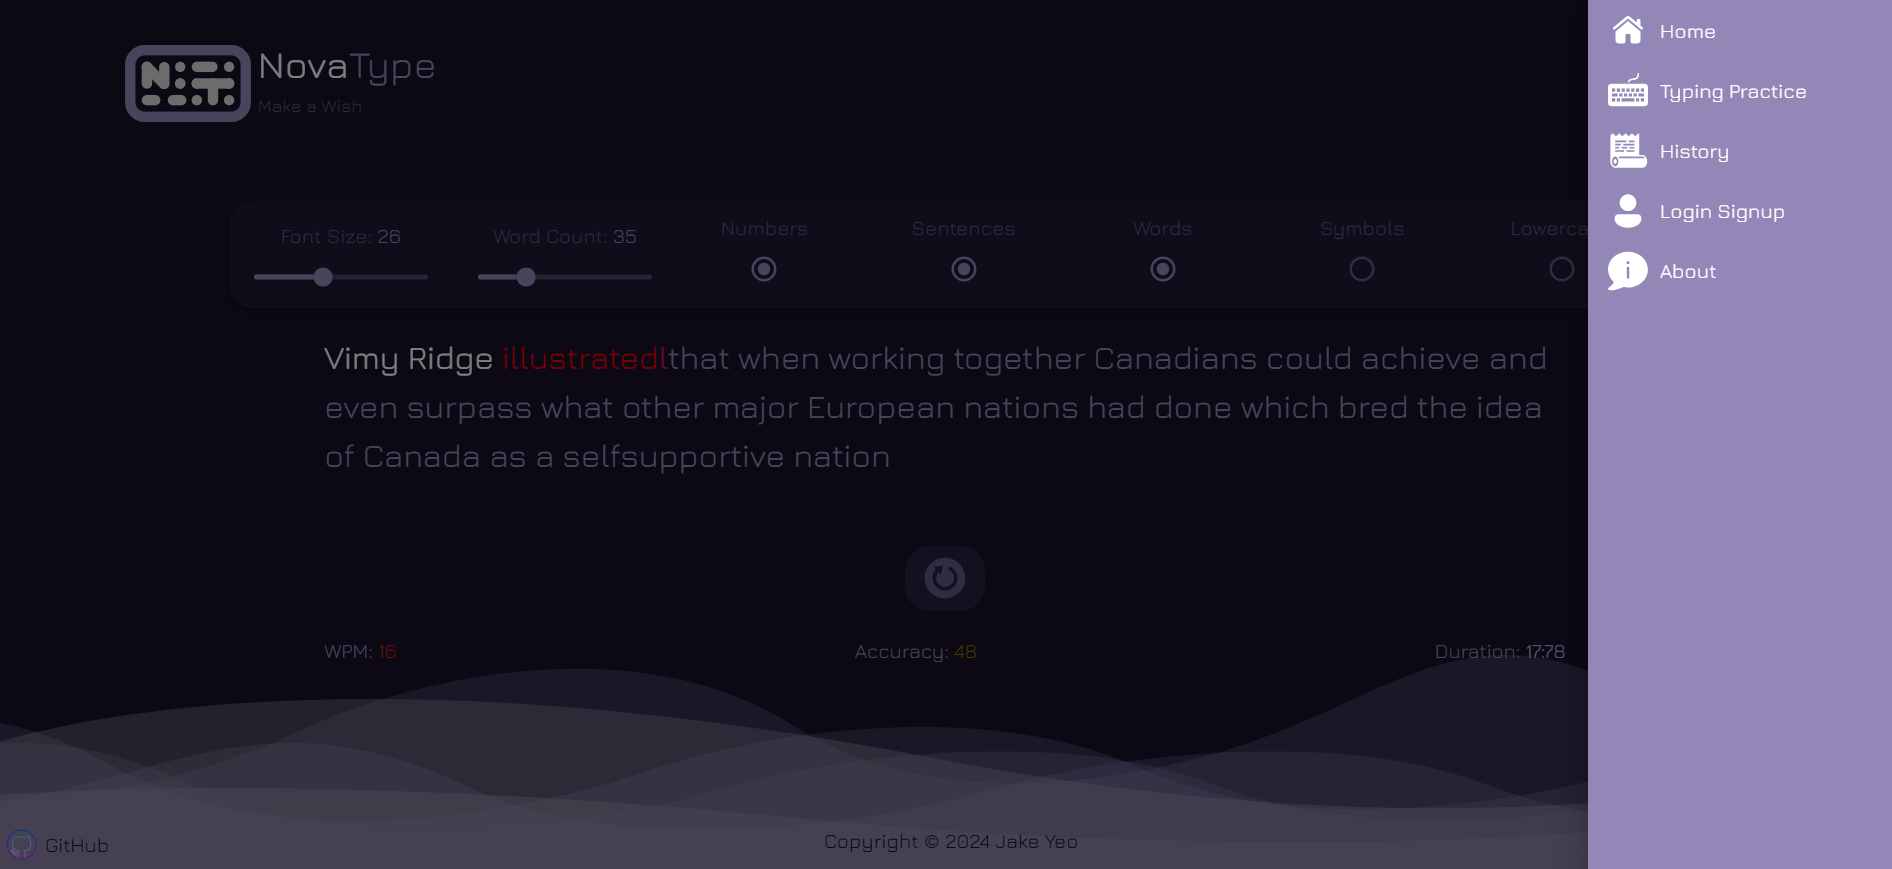 NovaType
Make a Wish
Font Size: 26
Word Count: 35
Numbers
Sentences
Words
Symbols
Lowerca
Vimy Ridge illustratedlthat when working together Canadians could achieve and
even surpass what other major European nations had done which bred the idea
of Canada as a selfsupportive nation
WPM: 16
Accuracy: 48
Duration: 17:78
GitHub
Copyright © 2024 Jake Yeo
Home
Typing Practice
History
Login Signup
About